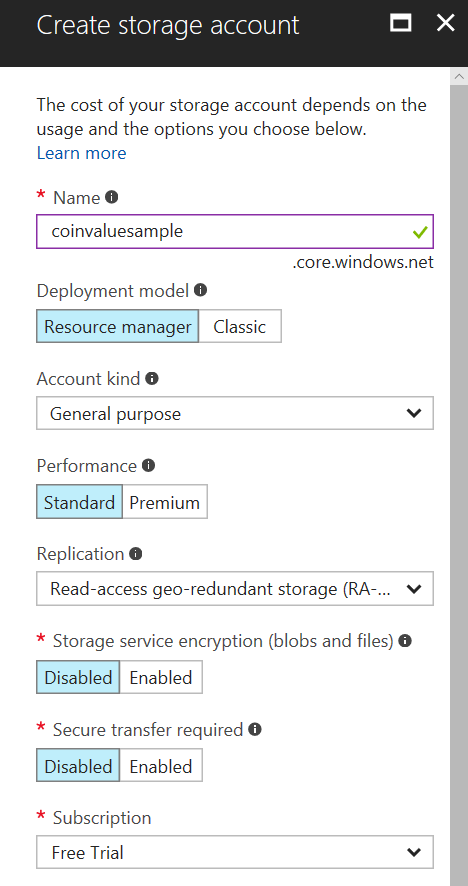 Create storage account
The cost of your storage account depends on the
usage and the options you choose below.
Learn more
* Name
coinvaluesample
.core.windows.net
Deployment model
Resource manager Classic
Account kind
General purpose
Performance
Standard Premium
Replication
Read-access geo-redundant storage (RA-...
* Storage service encryption (blobs and files)
Disabled Enabled
* Secure transfer required
Disabled Enabled
* Subscription
Free Trial